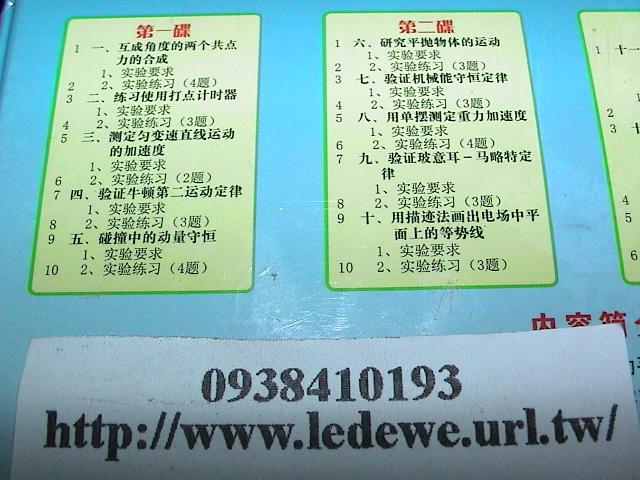 第一碟
1 一、互成角度的两个共点
力的合成
1、实验要求
2 2、实验练习（4题）
3 二、练习使用打点计时器
1、实验要求
4 2、实验练习（3题）
5 三、测定匀变速直线运动
的加速度
1、实验要求
6 2、实验练习（2题）
7 四、验证牛顿第二运动定律
1、实验要求
8 2、实验练习（3题）
9 五、碰撞中的动量守恒
1、实验要求
10 2、实验练习（4题）
第二碟
1 六、研究平抛物体的运动
1、实验要求
2 2、实验练习（3题）
3 七、验证机械能守恒定律
1、实验要求
4 2、实验练习（3题）
5 八、用单摆测定重力加速度
1、实验要求
6 2、实验练习（4题）
7 九、验证玻意耳－马略特定
律
1、实验要求
8 2、实验练习（3题）
9 十、用描迹法画出电场中平
面上的等势线
1、实验要求
10 2、实验练习（3题）
1 十一
2
3
4
5
6
内容简
0938410193
http://www.ledewe.url.tw/